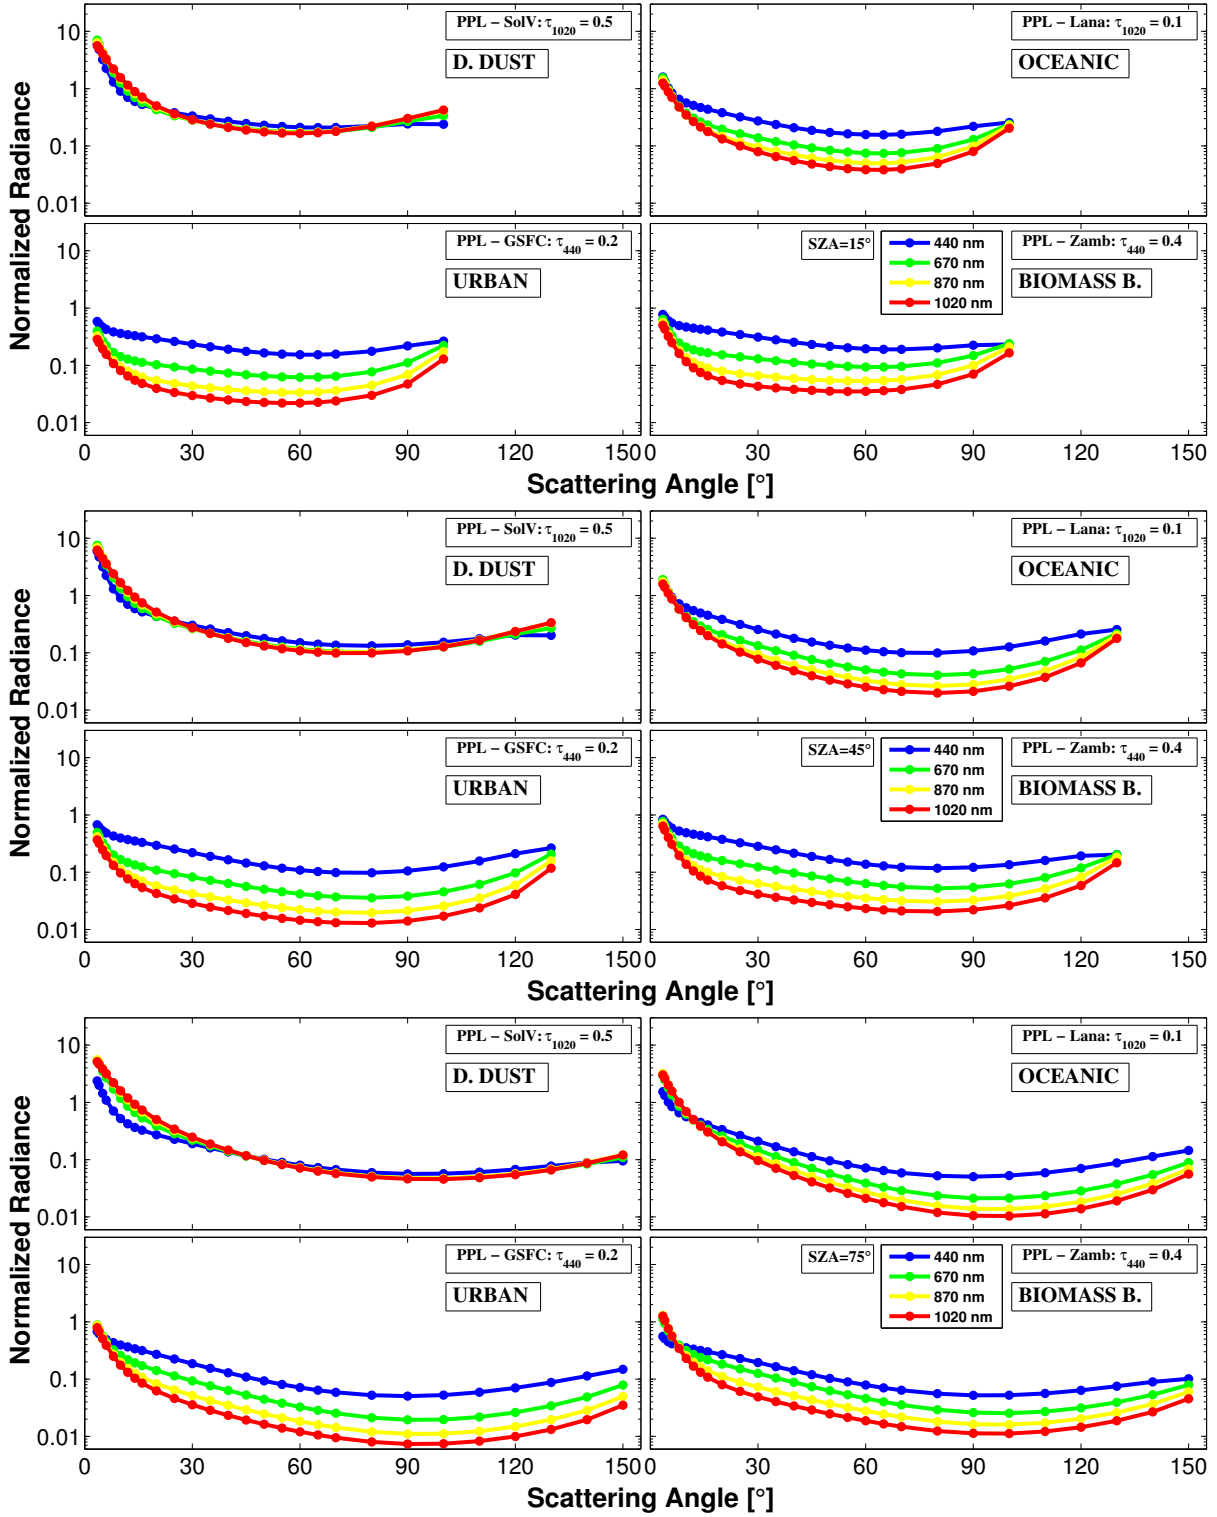 PPL − SolV: τ1020 = 0.5
D. DUST
PPL − Lana: τ1020 = 0.1
OCEANIC
10
1
0.1
0.01
Normalized Radiance
PPL − GSFC: τ440 = 0.2
URBAN
SZA=15°
440 nm
670 nm
870 nm
1020 nm
PPL − Zamb: τ440 = 0.4
BIOMASS B.
10
1
0.1
0.01
0 30 60 90 120 150 0 30 60 90 120 150
Scattering Angle [°]
PPL − SolV: τ1020 = 0.5
D. DUST
PPL − Lana: τ1020 = 0.1
OCEANIC
10
1
0.1
0.01
Normalized Radiance
PPL − GSFC: τ440 = 0.2
URBAN
SZA=45°
440 nm
670 nm
870 nm
1020 nm
PPL − Zamb: τ440 = 0.4
BIOMASS B.
10
1
0.1
0.01
0 30 60 90 120 150 0 30 60 90 120 150
Scattering Angle [°]
PPL − SolV: τ1020 = 0.5
D. DUST
PPL − Lana: τ1020 = 0.1
OCEANIC
10
1
0.1
0.01
Normalized Radiance
PPL − GSFC: τ440 = 0.2
URBAN
SZA=75°
440 nm
670 nm
870 nm
1020 nm
PPL − Zamb: τ440 = 0.4
BIOMASS B.
10
1
0.1
0.01
0 30 60 90 120 150 0 30 60 90 120 150
Scattering Angle [°]